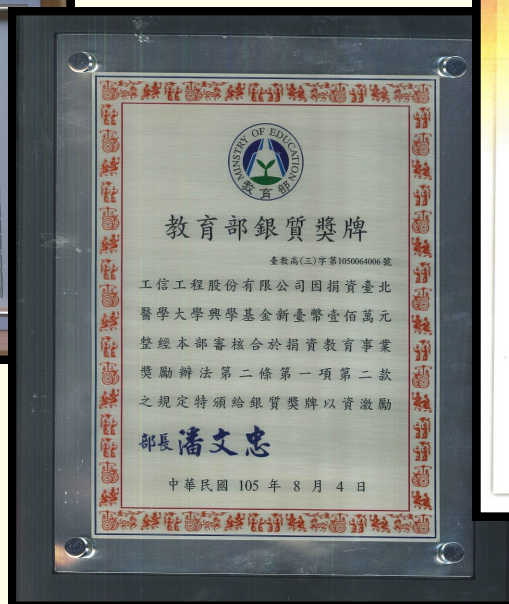 MINSTRY OF EDUCATION
教育部
教育部銀質獎牌
臺教高(三)字第1050064006號
工信工程股份有限公司因捐資臺北
醫學大學興學基金新臺幣壹佰萬元
整經本部審核合於捐資教育事業
獎勵辦法第二條第一項第二款
之規定特頒給銀質獎牌以資激勵
部長潘文忠
中華民國 105 年 8 月 4 日